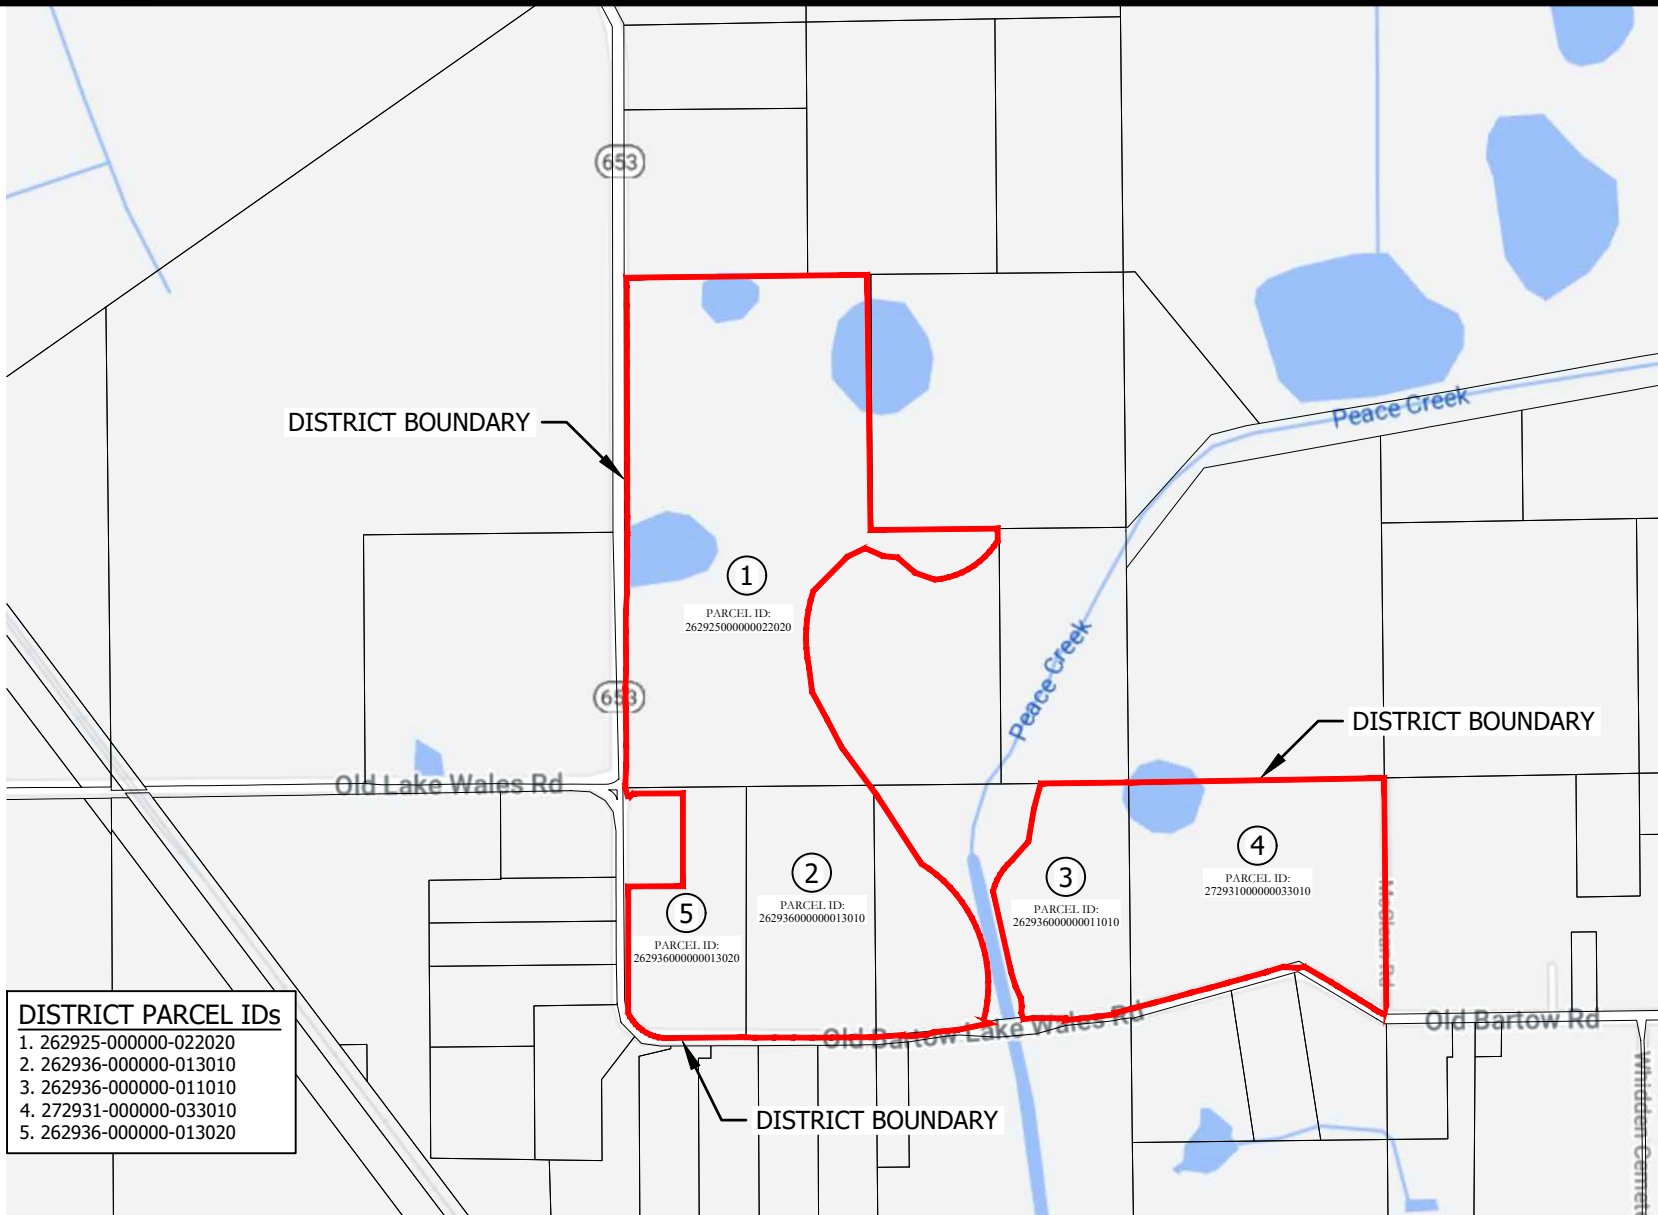 653
Peace Creek
DISTRICT BOUNDARY
1
PARCEL ID:
262925000000022020
653
Peace Creek
DISTRICT BOUNDARY
Old Lake Wales Rd
4
PARCEL ID:
272931000000033010
2
PARCEL ID:
262936000000013010
3
PARCEL ID:
262936000000011010
5
PARCEL ID:
262936000000013020
Old Bartow Lake Wales Rd
Old Bartow Rd
DISTRICT BOUNDARY
DISTRICT PARCEL IDs
1. 262925-000000-022020
2. 262936-000000-013010
3. 262936-000000-011010
4. 272931-000000-033010
5. 262936-000000-013020
Whidden Cemete